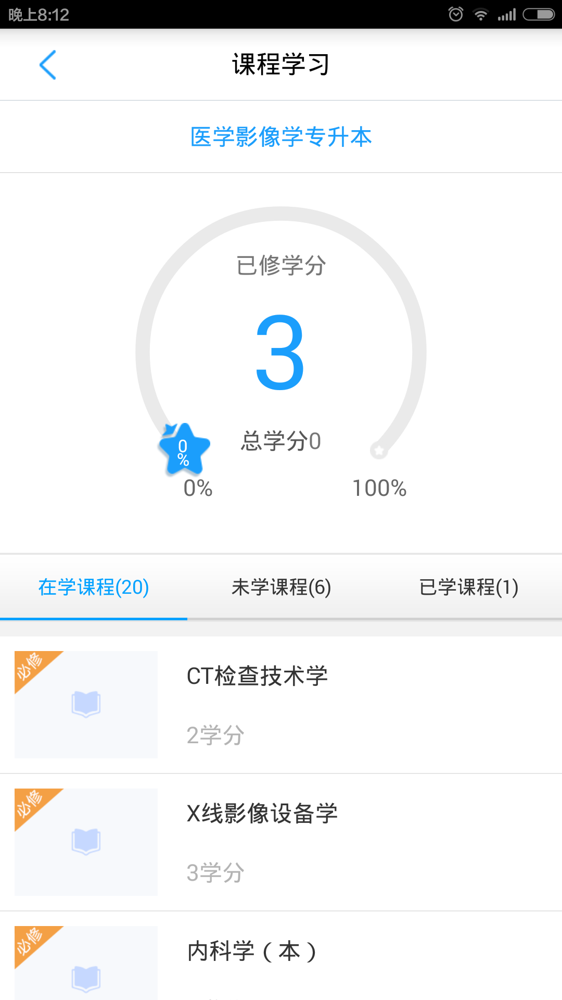 晚上8:12
课程学习
医学影像学专升本
已修学分
3
总学分0
0
%
0%
100%
在学课程(20)
未学课程(6)
已学课程(1)
必修
CT检查技术学
2学分
必修
X线影像设备学
3学分
必修
内科学（本）